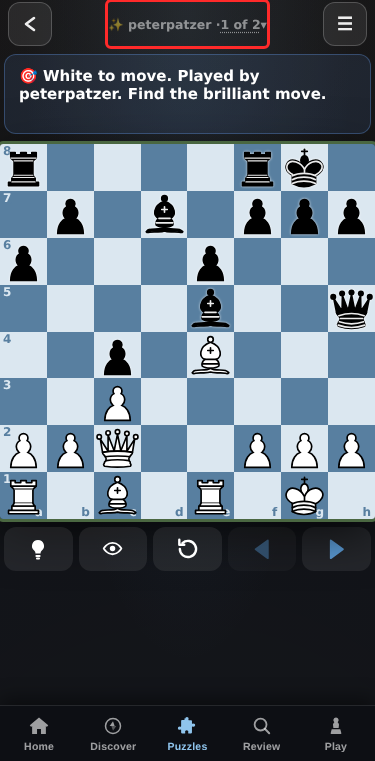 ✨ peterpatzer ·1 of 2▾
🎯 White to move. Played by
peterpatzer. Find the brilliant move.
8
7
6
5
4
3
2
1
b d f g h
Home Discover Puzzles Review Play